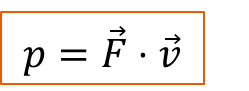 p = F⃗ · v⃗